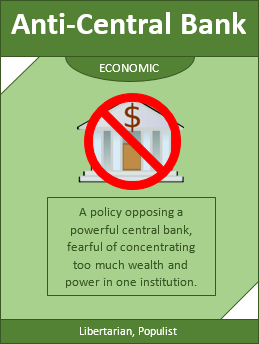 Anti-Central Bank
ECONOMIC
$
A policy opposing a
powerful central bank,
fearful of concentrating
too much wealth and
power in one institution.
Libertarian, Populist